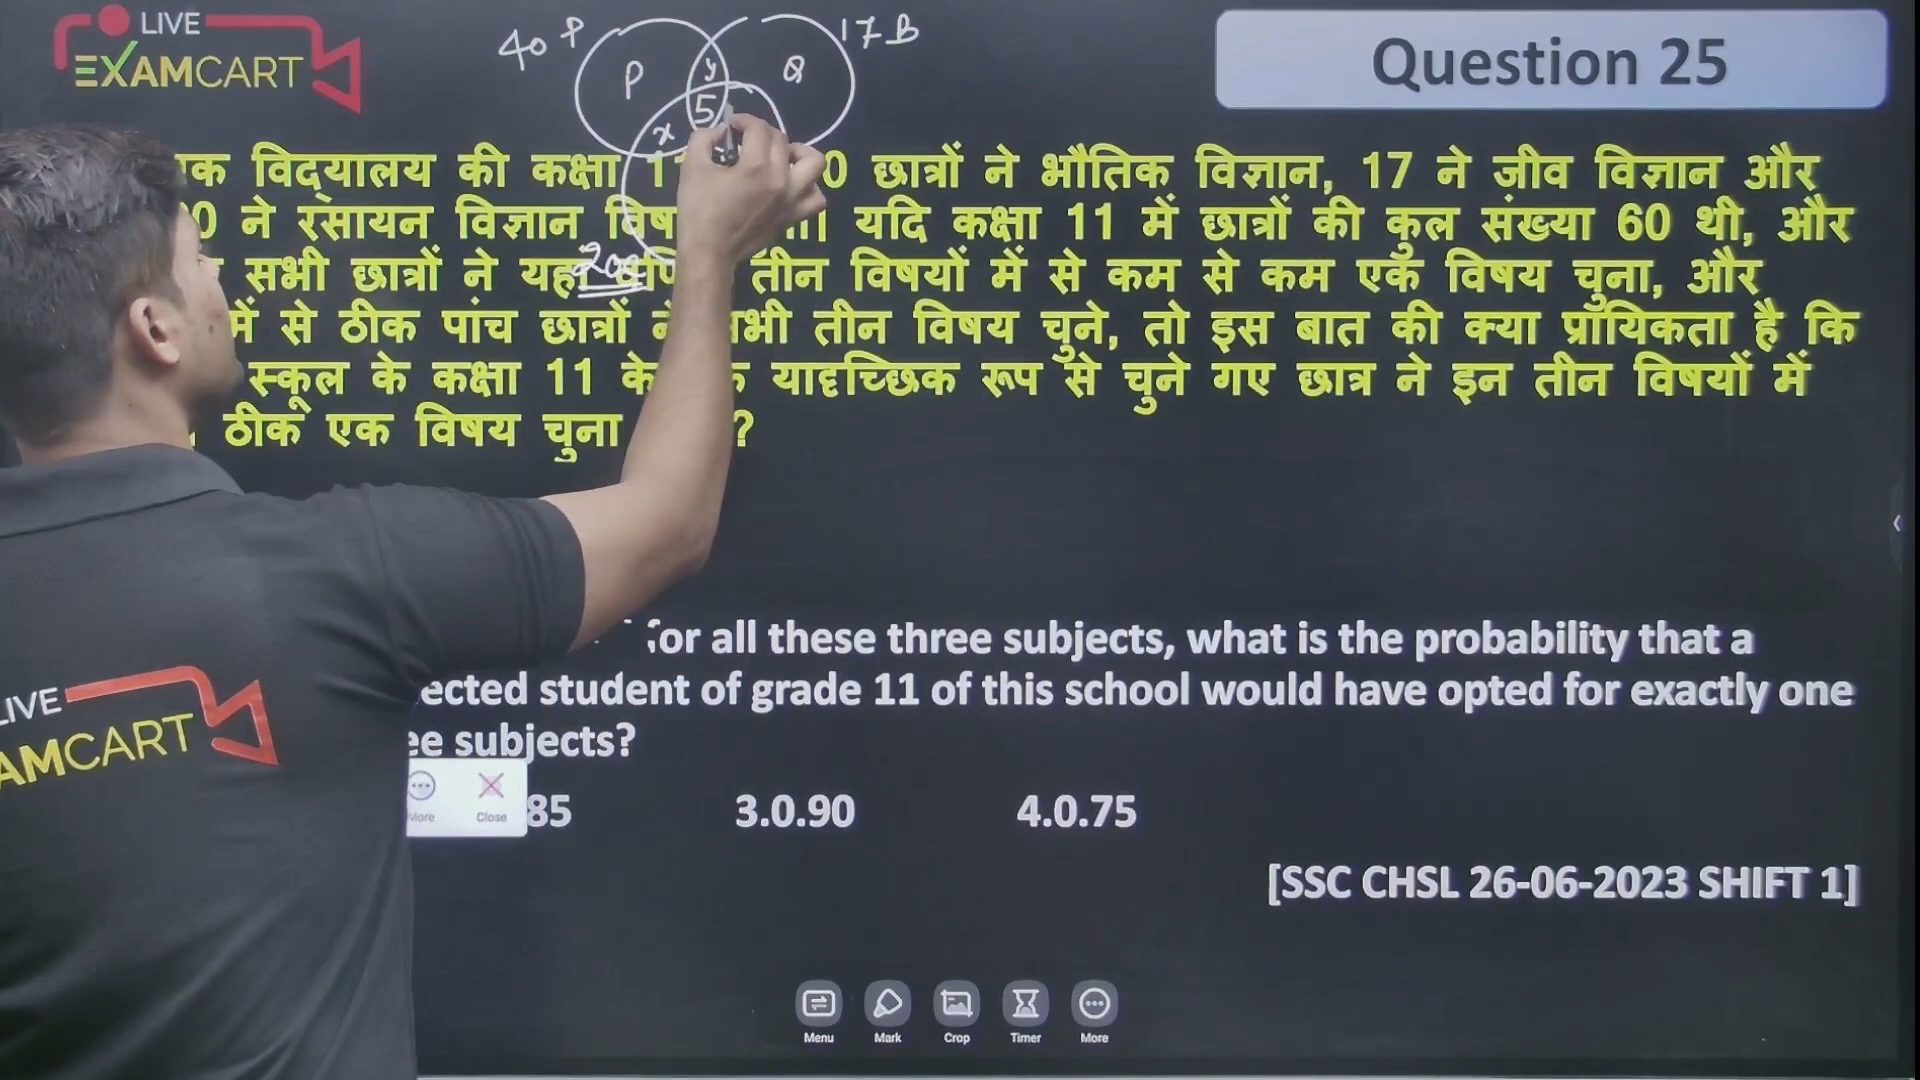 LIVE
EXAMCART
40 P
P
y
Q
17 B
5
x
Question 25
विद्यालय की कक्षा छात्रों ने भौतिक विज्ञान, 17 ने जीव विज्ञान और
ने रसायन विज्ञान यदि कक्षा 11 में छात्रों की कुल संख्या 60 थी, और
सभी छात्रों ने तीन विषयों में से कम से कम एक विषय चुना, और
में से ठीक पांच छात्रों तीन विषय चुने, तो इस बात की क्या प्रायिकता है कि
स्कूल के कक्षा 11 के यादृच्छिक रूप से चुने गए छात्र ने इन तीन विषयों में
ठीक एक विषय चुना ?
for all these three subjects, what is the probability that a
ected student of grade 11 of this school would have opted for exactly one
ee subjects?
LIVE
AMCART
More Close
85 3.0.90 4.0.75
[SSC CHSL 26-06-2023 SHIFT 1]
Menu Mark Crop Timer More